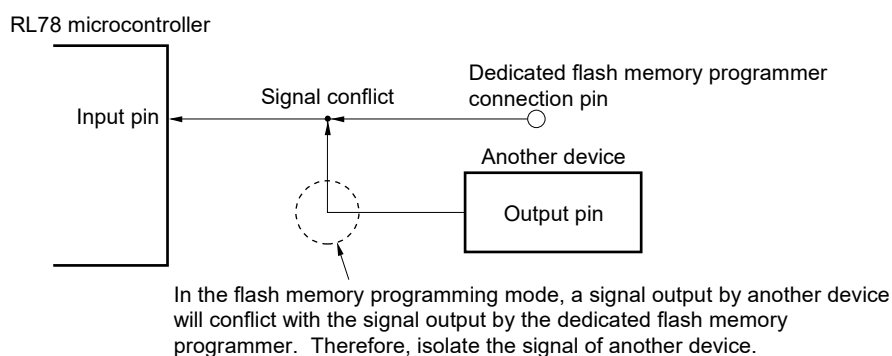 RL78 microcontroller
Dedicated flash memory programmer
connection pin
Signal conflict
Input pin
Another device
Output pin
In the flash memory programming mode, a signal output by another device
will conflict with the signal output by the dedicated flash memory
programmer.  Therefore, isolate the signal of another device.